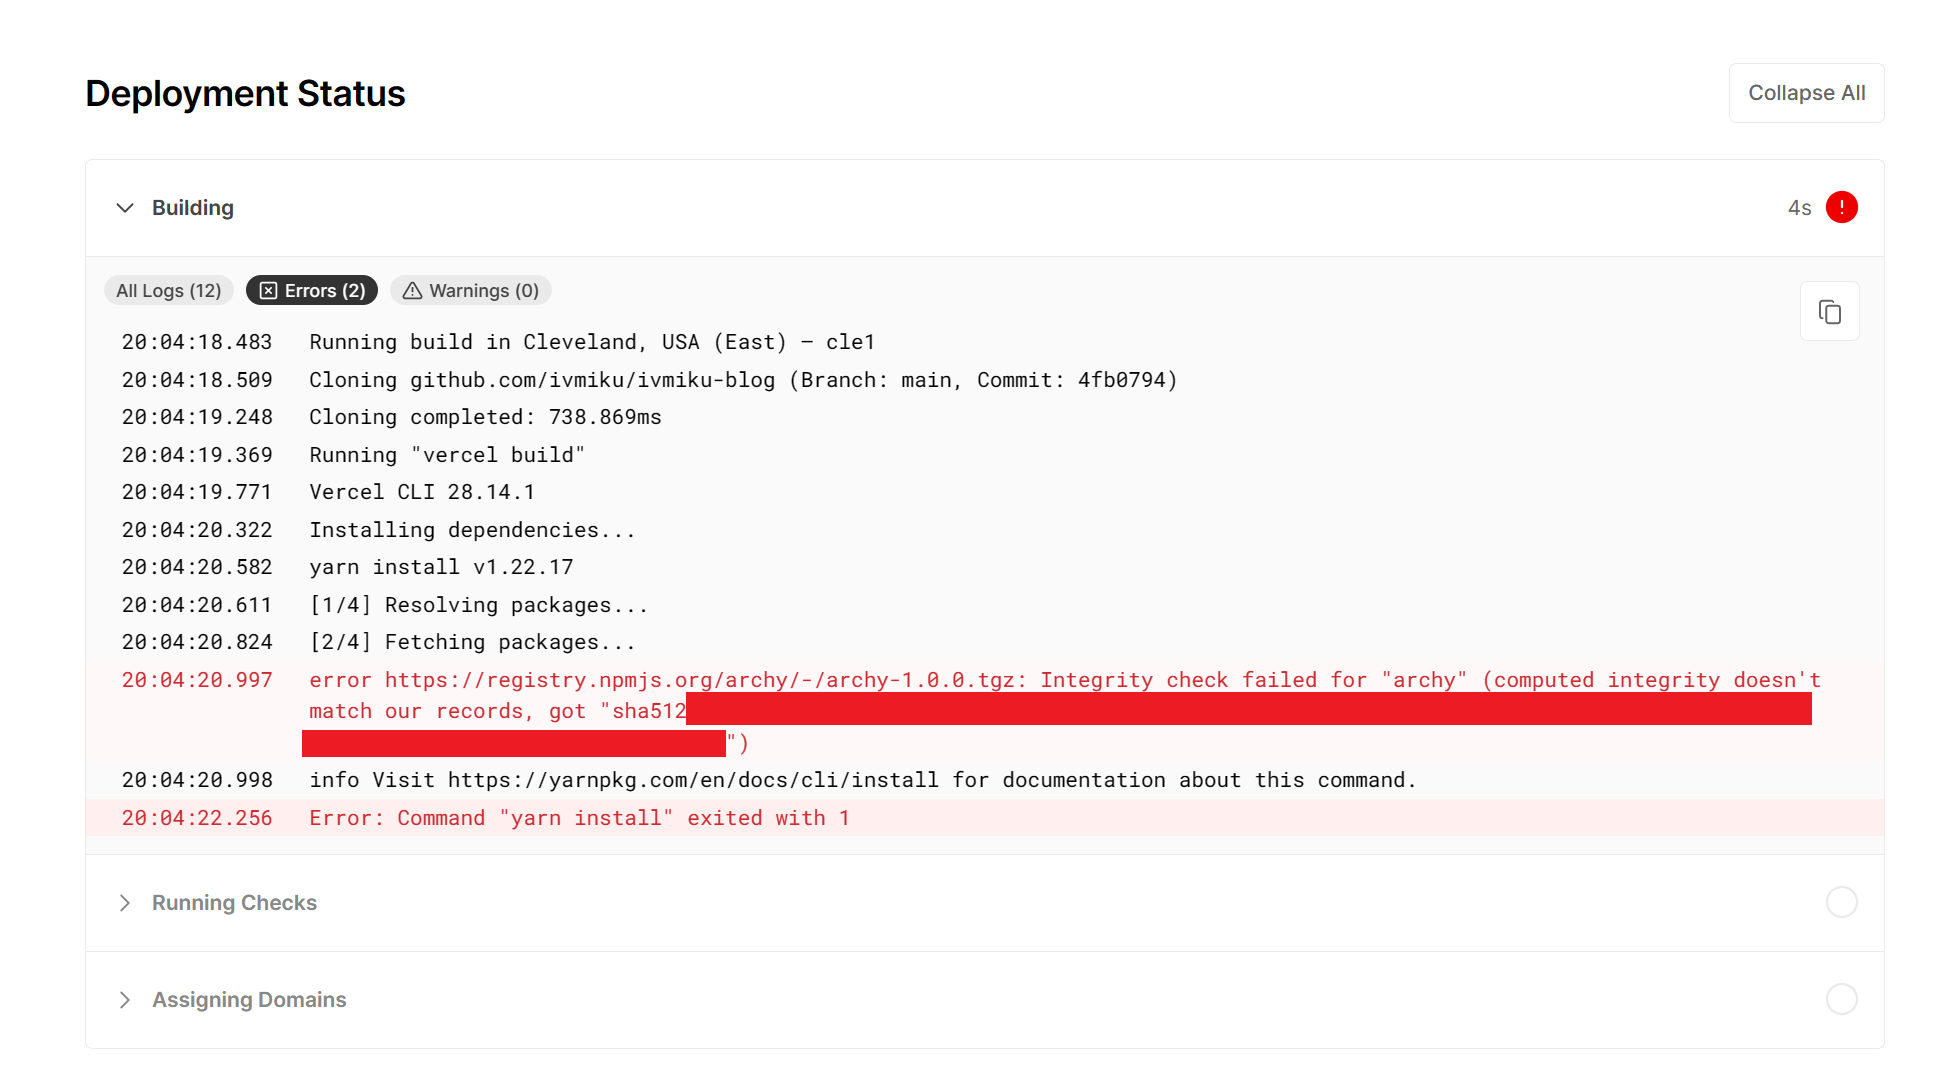 Deployment Status
Collapse All
Building
4s
All Logs (12)
Errors (2)
Warnings (0)
20:04:18.483 Running build in Cleveland, USA (East) – cle1
20:04:18.509 Cloning github.com/ivmiku/ivmiku-blog (Branch: main, Commit: 4fb0794)
20:04:19.248 Cloning completed: 738.869ms
20:04:19.369 Running "vercel build"
20:04:19.771 Vercel CLI 28.14.1
20:04:20.322 Installing dependencies...
20:04:20.582 yarn install v1.22.17
20:04:20.611 [1/4] Resolving packages...
20:04:20.824 [2/4] Fetching packages...
20:04:20.997 error https://registry.npmjs.org/archy/-/archy-1.0.0.tgz: Integrity check failed for "archy" (computed integrity doesn't
match our records, got "sha512
")
20:04:20.998 info Visit https://yarnpkg.com/en/docs/cli/install for documentation about this command.
20:04:22.256 Error: Command "yarn install" exited with 1
Running Checks
Assigning Domains